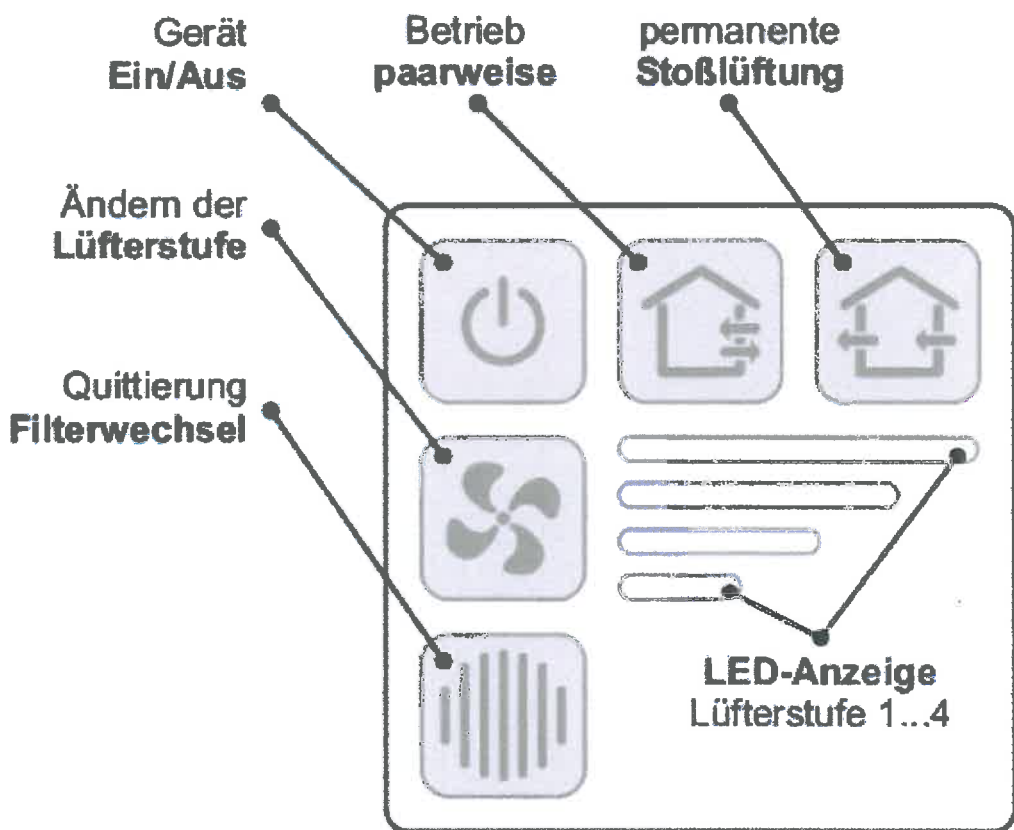 Gerät
Ein/Aus
Betrieb
paarweise
permanente
Stoßlüftung
Ändern der
Lüfterstufe
Quittierung
Filterwechsel
LED-Anzeige
Lüfterstufe 1...4